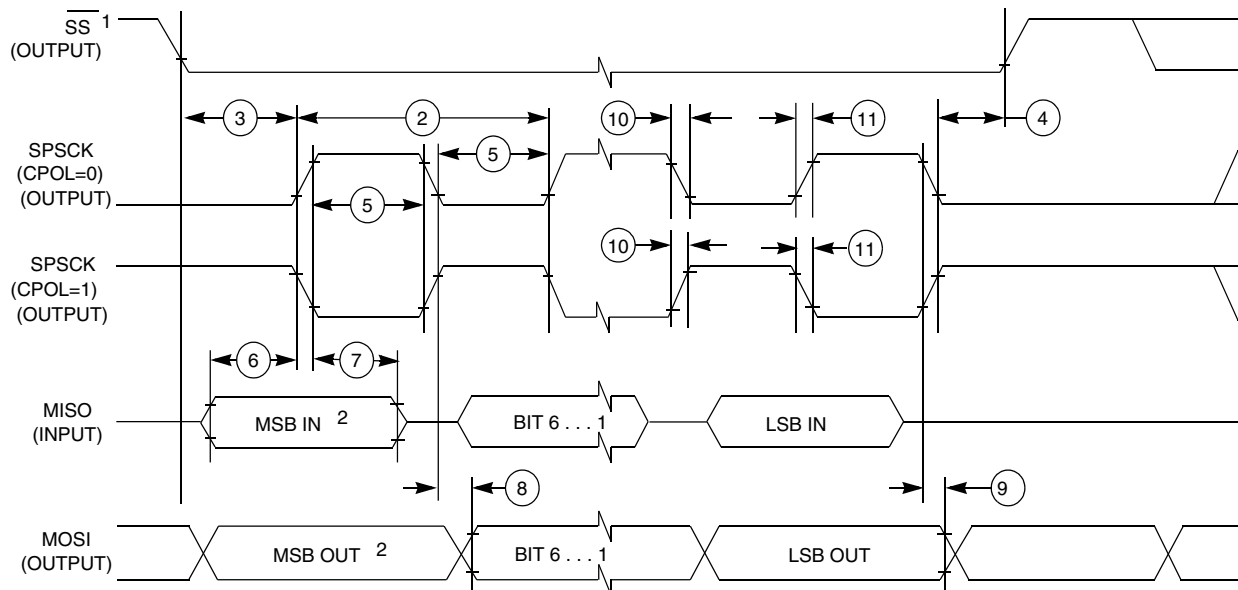 SS 1
(OUTPUT)
3
2
10
11
4
SPSCK
(CPOL=0)
(OUTPUT)
5
5
10
11
SPSCK
(CPOL=1)
(OUTPUT)
6
7
MISO
(INPUT)
MSB IN 2
BIT 6 . . . 1
LSB IN
8
9
MOSI
(OUTPUT)
MSB OUT 2
BIT 6 . . . 1
LSB OUT